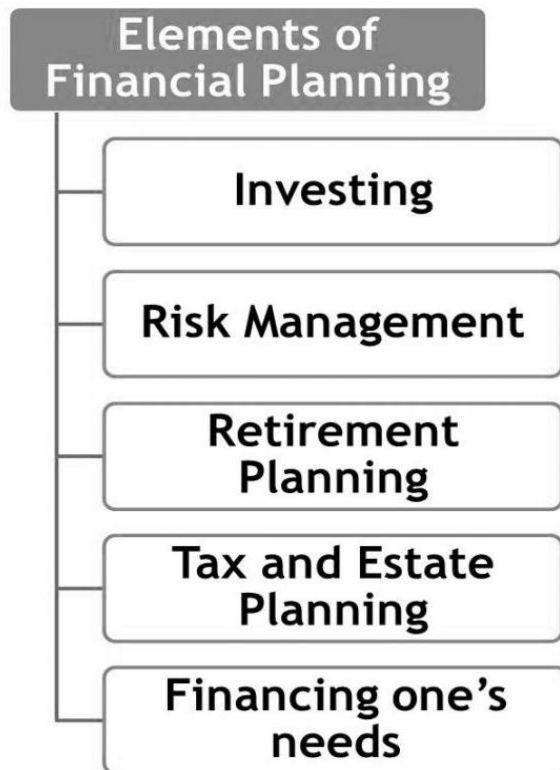 Elements of
Financial Planning
Investing
Risk Management
Retirement
Planning
Tax and Estate
Planning
Financing one's
needs